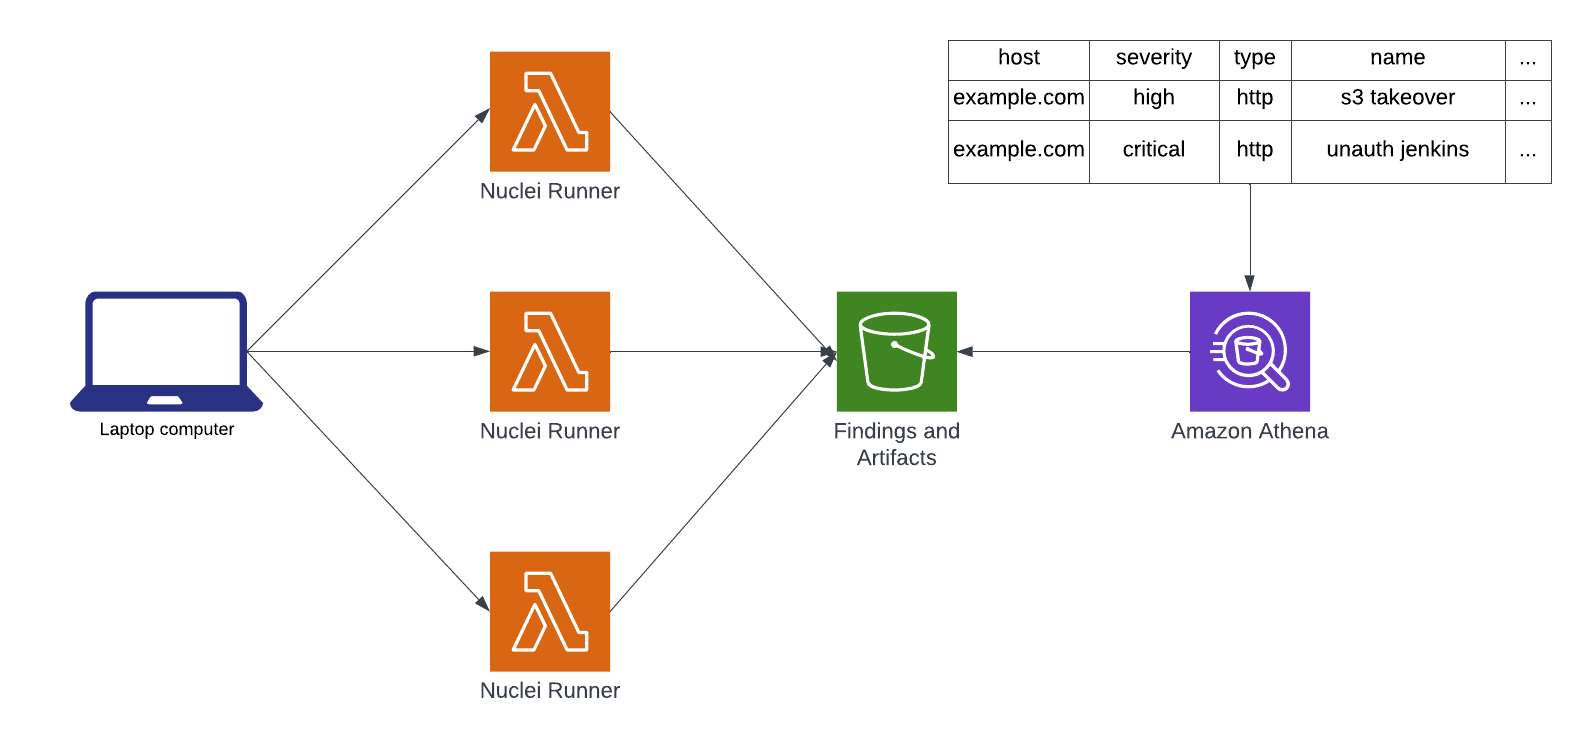 host severity type name ...
example.com high http s3 takeover ...
example.com critical http unauth jenkins ...
Nuclei Runner
Laptop computer
Nuclei Runner
Findings and
Artifacts
Amazon Athena
Nuclei Runner